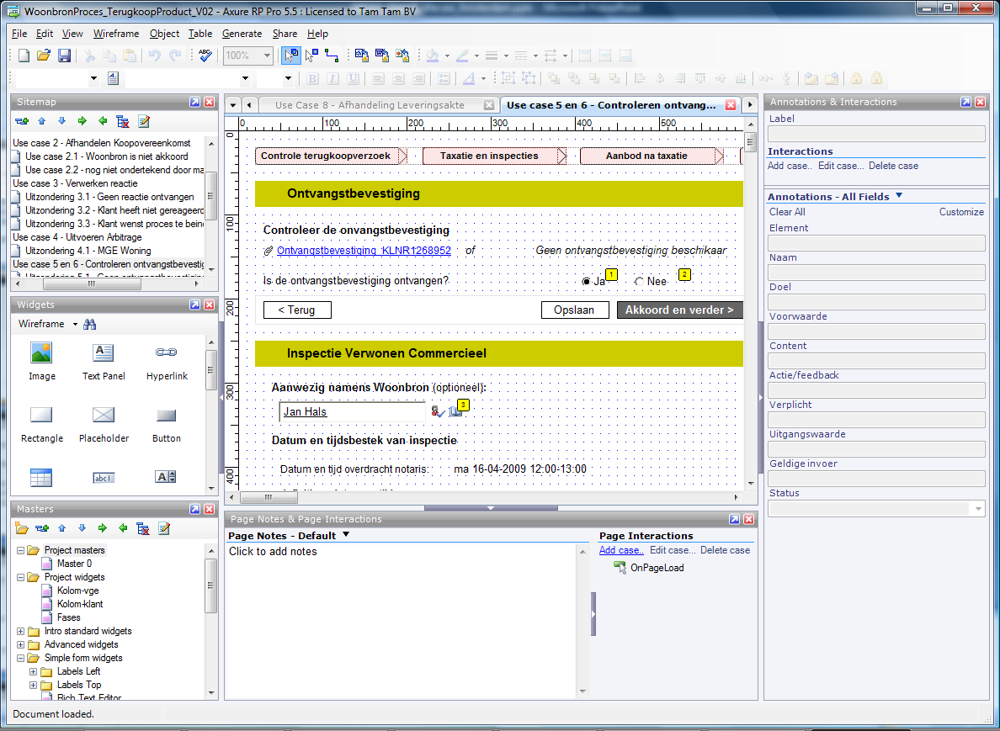 WoonbronProces_TerugkoopProduct_V02 - Axure RP Pro 5.5 : Licensed to Tam Tam BV
File Edit View Wireframe Object Table Generate Share Help
100%
Sitemap
Use case 2 - Afhandelen Koopovereenkomst
Use case 2.1 - Woonbron is niet akkoord
Use case 2.2 - nog niet ondertekend door ma
Use case 3 - Verwerken reactie
Uitzondering 3.1 - Geen reactie ontvangen
Uitzondering 3.2 - Klant heeft niet gereageerd
Uitzondering 3.3 - Klant wenst proces te bein
Use case 4 - Uitvoeren Arbitrage
Uitzondering 4.1 - MGE Woning
Use case 5 en 6 - Controleren ontvangstbevestig
Widgets
Wireframe
Image Text Panel Hyperlink
Rectangle Placeholder Button
Masters
Project masters
Master 0
Project widgets
Kolom-vge
Kolom-klant
Fases
Intro standard widgets
Advanced widgets
Simple form widgets
Labels Left
Labels Top
Rich Text Editor
Use Case 8 - Afhandeling Leveringsakte
Use case 5 en 6 - Controleren ontvang...
0 100 200 300 400 500
0
100
200
300
400
Controle terugkoopverzoek Taxatie en inspecties Aanbod na taxatie
Ontvangstbevestiging
Controleer de onvangstbevestiging
Ontvangstbevestiging_KLNR1268952 of Geen ontvangstbevestiging beschikaar
Is de ontvangstbevestiging ontvangen? Ja 1 Nee 2
< Terug Opslaan Akkoord en verder >
Inspectie Verwonen Commercieel
Aanwezig namens Woonbron (optioneel):
Jan Hals 3
Datum en tijdsbestek van inspectie
Datum en tijd overdracht notaris: ma 16-04-2009 12:00-13:00
Page Notes & Page Interactions
Page Notes - Default
Click to add notes
Page Interactions
Add case.. Edit case... Delete case
OnPageLoad
Annotations & Interactions
Label
Interactions
Add case.. Edit case... Delete case
Annotations - All Fields
Clear All Customize
Element
Naam
Doel
Voorwaarde
Content
Actie/feedback
Verplicht
Uitgangswaarde
Geldige invoer
Status
Document loaded.